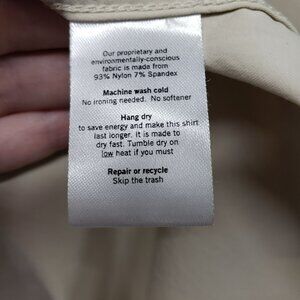 Our proprietary and
environmentally-conscious
fabric is made from
93% Nylon 7% Spandex
Machine wash cold
No ironing needed. No softener
Hang dry
to save energy and make this shirt
last longer. It is made to
dry fast. Tumble dry on
low heat if you must
Repair or recycle
Skip the trash